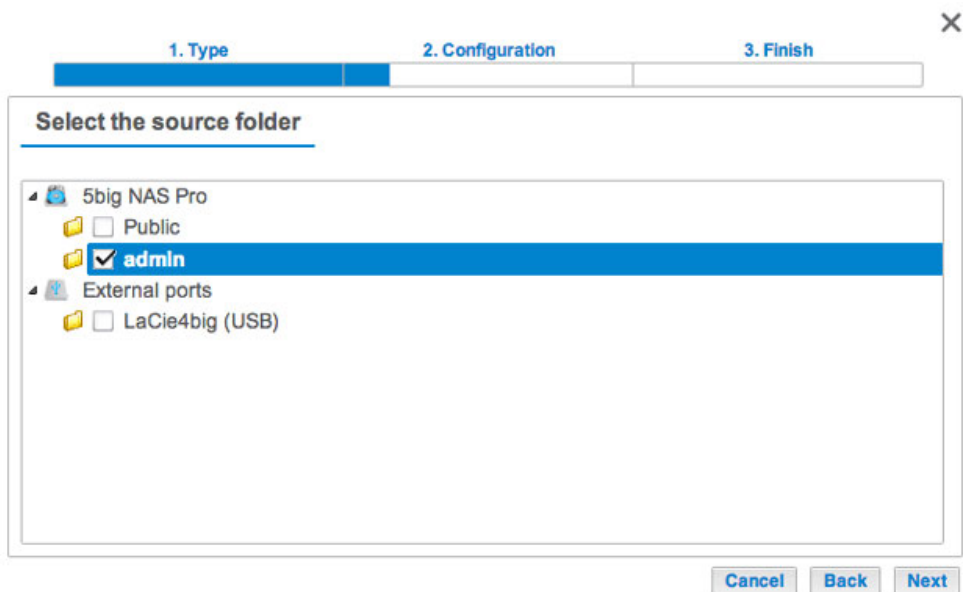 1. Type 2. Configuration 3. Finish
Select the source folder
5big NAS Pro
Public
admin
External ports
LaCie4big (USB)
Cancel Back Next